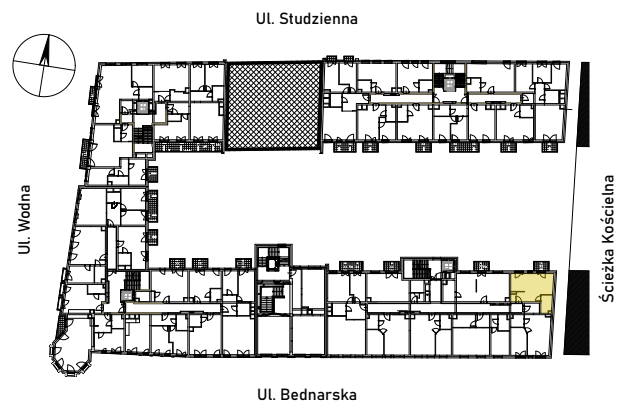 Ul. Studzienna
Ul. Wodna
Ścieżka Kościelna
Ul. Bednarska